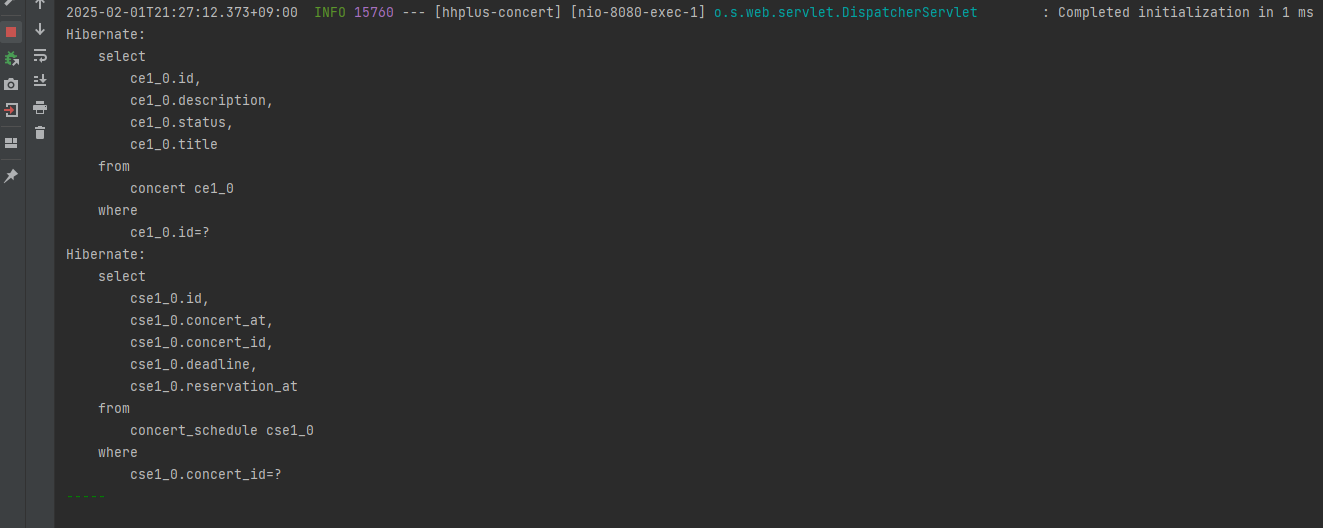 2025-02-01T21:27:12.373+09:00  INFO 15760 --- [hhplus-concert] [nio-8080-exec-1] o.s.web.servlet.DispatcherServlet        : Completed initialization in 1 ms
Hibernate:
    select
        ce1_0.id,
        ce1_0.description,
        ce1_0.status,
        ce1_0.title
    from
        concert ce1_0
    where
        ce1_0.id=?
Hibernate:
    select
        cse1_0.id,
        cse1_0.concert_at,
        cse1_0.concert_id,
        cse1_0.deadline,
        cse1_0.reservation_at
    from
        concert_schedule cse1_0
    where
        cse1_0.concert_id=?
-----